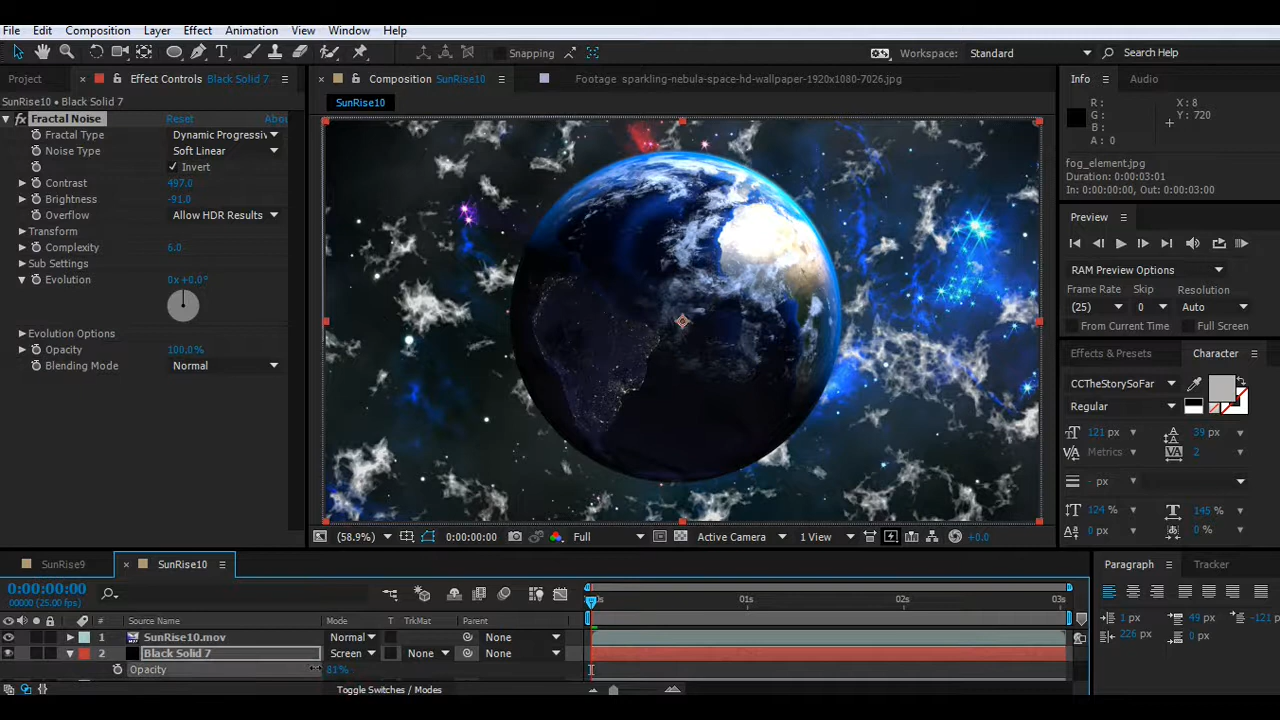 File Edit Composition Layer Effect Animation View Window Help
Snapping
Workspace: Standard
Search Help
Project
Effect Controls Black Solid 7
Composition SunRise10
Footage sparkling-nebula-space-hd-wallpaper-1920x1080-7026.jpg
Info
Audio
SunRise10 • Black Solid 7
SunRise10
Fractal Noise Reset Abou
Fractal Type Dynamic Progressiv
Noise Type Soft Linear
Invert
Contrast 497.0
Brightness -91.0
Overflow Allow HDR Results
Transform
Complexity 6.0
Sub Settings
Evolution 0x +0.0°
Evolution Options
Opacity 100.0%
Blending Mode Normal
R :
G :
B :
A : 0
X : 8
Y : 720
fog_element.jpg
Duration: 0:00:03:01
In: 0:00:00:00, Out: 0:00:03:00
Preview
RAM Preview Options
Frame Rate Skip Resolution
(25) 0 Auto
From Current Time Full Screen
Effects & Presets Character
CCTheStorySoFar
Regular
121 px 39 px
Metrics 2
- px
124 % 145 %
0 px 0 %
(58.9%) 0:00:00:00 Full Active Camera 1 View +0.0
SunRise9 SunRise10
0:00:00:00
00000 (25.00 fps)
01s 02s 03s
# Source Name Mode T TrkMat Parent
1 SunRise10.mov Normal None
2 Black Solid 7 Screen None None
Opacity 81%
Toggle Switches / Modes
Paragraph Tracker
1 px 49 px -121 p
226 px 0 px